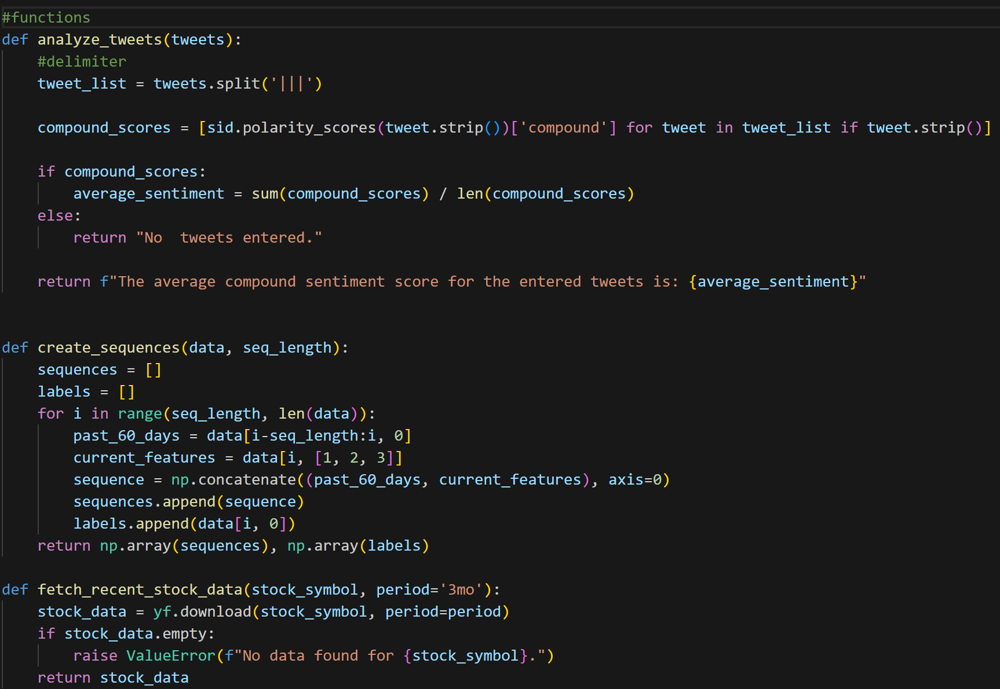 #functions
def analyze_tweets(tweets):
    #delimiter
    tweet_list = tweets.split('|||')

    compound_scores = [sid.polarity_scores(tweet.strip())['compound'] for tweet in tweet_list if tweet.strip()]

    if compound_scores:
        average_sentiment = sum(compound_scores) / len(compound_scores)
    else:
        return "No  tweets entered."

    return f"The average compound sentiment score for the entered tweets is: {average_sentiment}"


def create_sequences(data, seq_length):
    sequences = []
    labels = []
    for i in range(seq_length, len(data)):
        past_60_days = data[i-seq_length:i, 0]
        current_features = data[i, [1, 2, 3]]
        sequence = np.concatenate((past_60_days, current_features), axis=0)
        sequences.append(sequence)
        labels.append(data[i, 0])
    return np.array(sequences), np.array(labels)

def fetch_recent_stock_data(stock_symbol, period='3mo'):
    stock_data = yf.download(stock_symbol, period=period)
    if stock_data.empty:
        raise ValueError(f"No data found for {stock_symbol}.")
    return stock_data